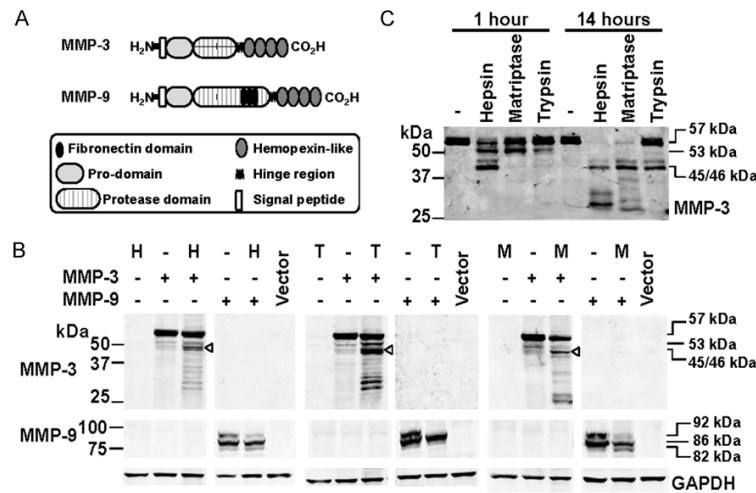 A
MMP-3 H₂N CO₂H
MMP-9 H₂N CO₂H
Fibronectin domain Hemopexin-like
Pro-domain Hinge region
Protease domain Signal peptide
C
1 hour 14 hours
- Hepsin Matriptase Trypsin - Hepsin Matriptase Trypsin
kDa
50
37
25
57 kDa
53 kDa
45/46 kDa
MMP-3
B
H - H - H Vector T - T - T Vector M - M - M Vector
MMP-3 - + + - - - + + - - - + + - -
MMP-9 - - - + + - - - + + - - - + +
kDa
50
37
25
MMP-3
57 kDa
53 kDa
45/46 kDa
MMP-9
100
75
92 kDa
86 kDa
82 kDa
GAPDH